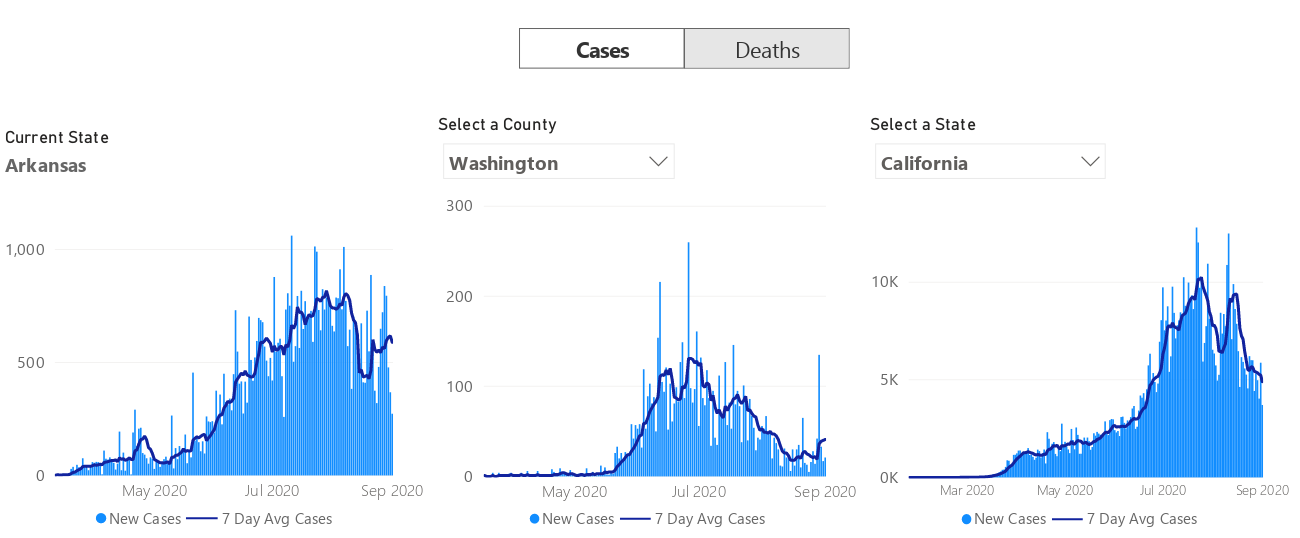 Cases Deaths
Current State
Arkansas
1,000
500
0
May 2020 Jul 2020 Sep 2020
New Cases 7 Day Avg Cases
Select a County
Washington
300
200
100
0
May 2020 Jul 2020 Sep 2020
New Cases 7 Day Avg Cases
Select a State
California
10K
5K
0K
Mar 2020 May 2020 Jul 2020 Sep 2020
New Cases 7 Day Avg Cases